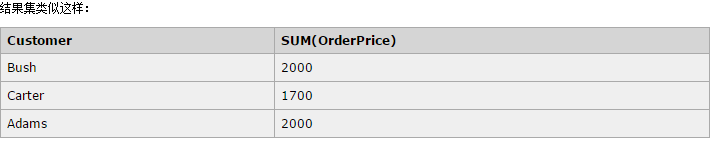 结果集类似这样：
Customer SUM(OrderPrice)
Bush 2000
Carter 1700
Adams 2000